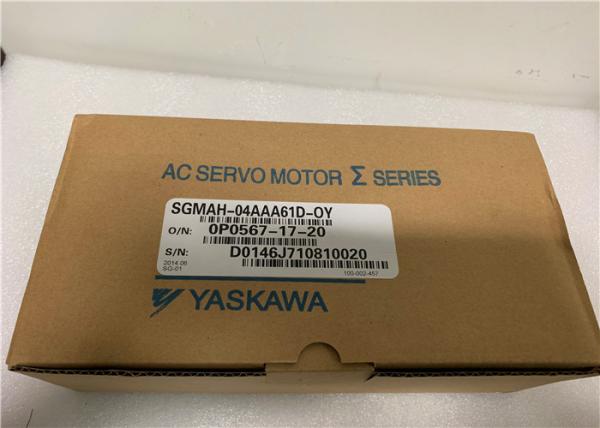 AC SERVO MOTOR Σ SERIES
SGMAH-04AAA61D-OY
O/N: 0P0567-17-20
S/N: D0146J710810020
2014.06
SG-01 100-002-457
YASKAWA